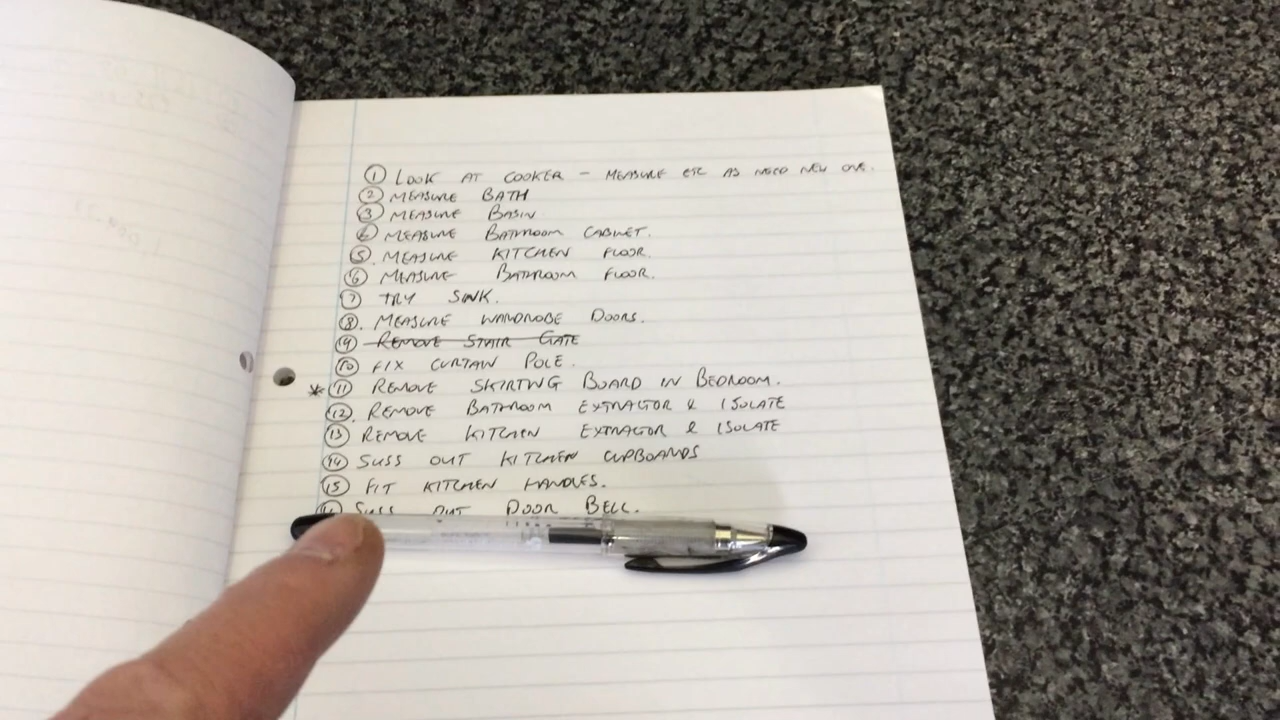 ① LOOK AT COOKER - MEASURE ETC AS NEED NEW ONE.
② MEASURE BATH
③ MEASURE BASIN
④ MEASURE BATHROOM CABINET.
⑤. MEASURE KITCHEN FLOOR.
⑥ MEASURE BATHROOM FLOOR.
⑦ TRY SINK.
⑧. MEASURE WARDROBE DOORS.
⑨ REMOVE STAIR GATE
⑩ FIX CURTAIN POLE.
* ⑪ REMOVE SKIRTING BOARD IN BEDROOM.
⑫. REMOVE BATHROOM EXTRACTOR & ISOLATE
⑬ REMOVE KITCHEN EXTRACTOR & ISOLATE
⑭ SUSS OUT KITCHEN CUPBOARDS
⑮ FIT KITCHEN HANDLES.
⑯ SUSS OUT DOOR BELL.